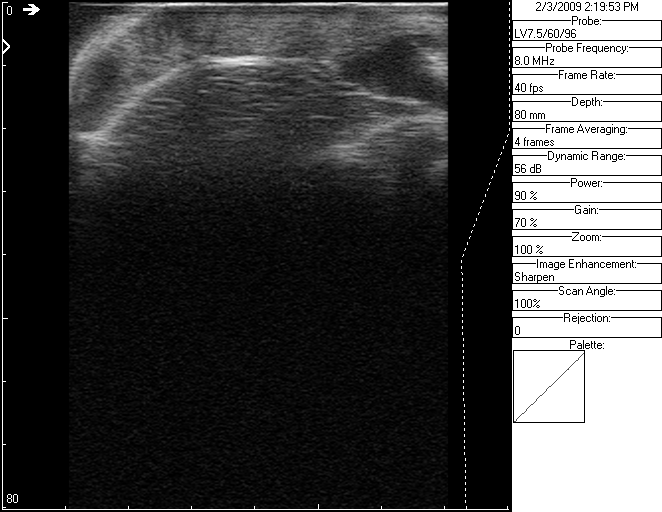 0
80
2/3/2009 2:19:53 PM
Probe:
LV7.5/60/96
Probe Frequency:
8.0 MHz
Frame Rate:
40 fps
Depth:
80 mm
Frame Averaging:
4 frames
Dynamic Range:
56 dB
Power:
90 %
Gain:
70 %
Zoom:
100 %
Image Enhancement:
Sharpen
Scan Angle:
100%
Rejection:
0
Palette: